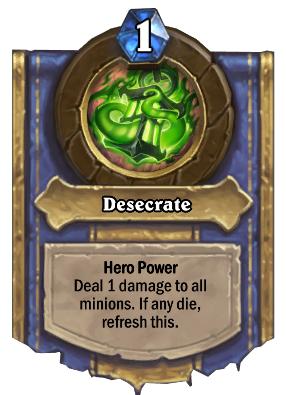 1
Desecrate
Hero Power
Deal 1 damage to all
minions. If any die,
refresh this.